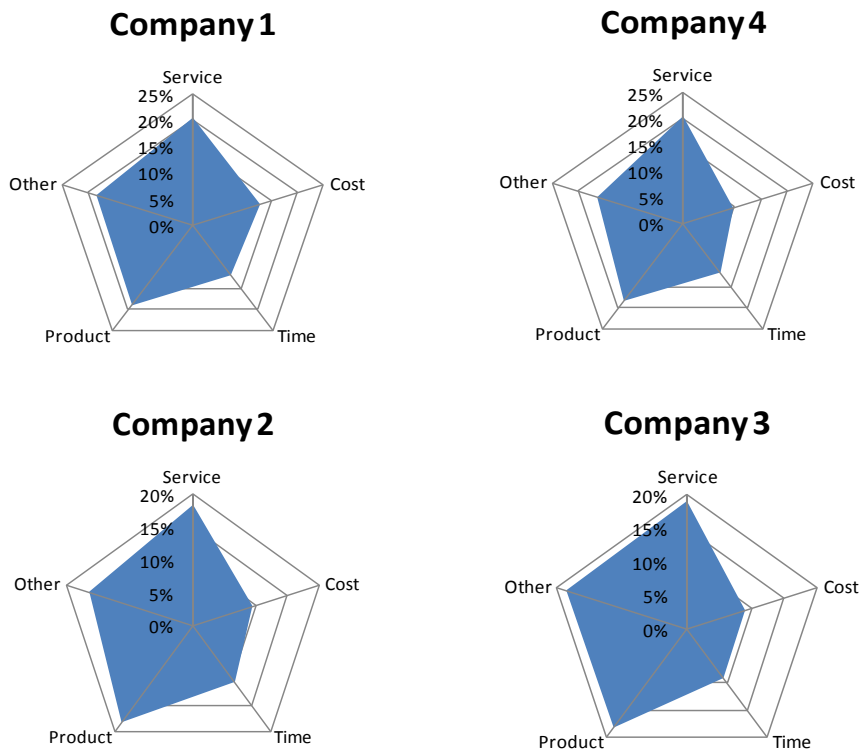 Company 1
Service
25%
20%
15%
10%
5%
0%
Other
Cost
Product
Time
Company 4
Service
25%
20%
15%
10%
5%
0%
Other
Cost
Product
Time
Company 2
Service
20%
15%
10%
5%
0%
Other
Cost
Product
Time
Company 3
Service
20%
15%
10%
5%
0%
Other
Cost
Product
Time